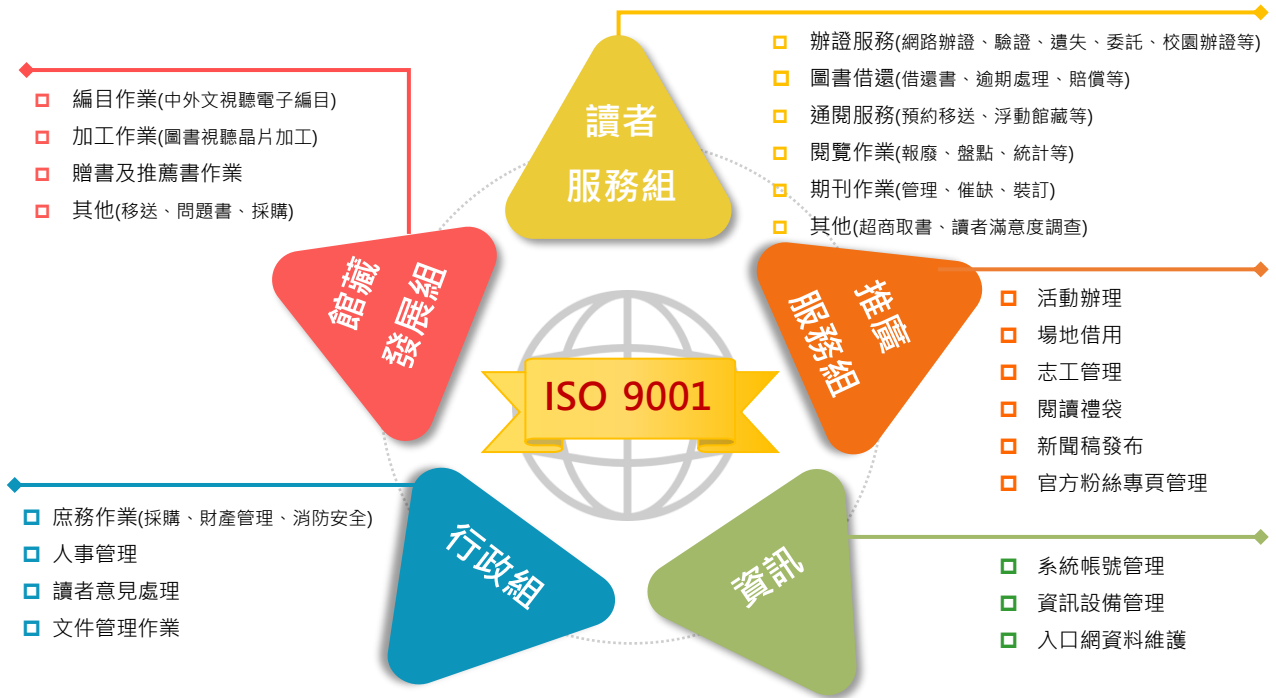 讀者
服務組
辦證服務(網路辦證、驗證、遺失、委託、校園辦證等)
圖書借還(借還書、逾期處理、賠償等)
通閱服務(預約移送、浮動館藏等)
閱覽作業(報廢、盤點、統計等)
期刊作業(管理、催缺、裝訂)
其他(超商取書、讀者滿意度調查)
編目作業(中外文視聽電子編目)
加工作業(圖書視聽晶片加工)
贈書及推薦書作業
其他(移送、問題書、採購)
館藏
發展組
推廣
服務組
活動辦理
場地借用
志工管理
閱讀禮袋
新聞稿發布
官方粉絲專頁管理
ISO 9001
行政組
庶務作業(採購、財產管理、消防安全)
人事管理
讀者意見處理
文件管理作業
資訊
系統帳號管理
資訊設備管理
入口網資料維護